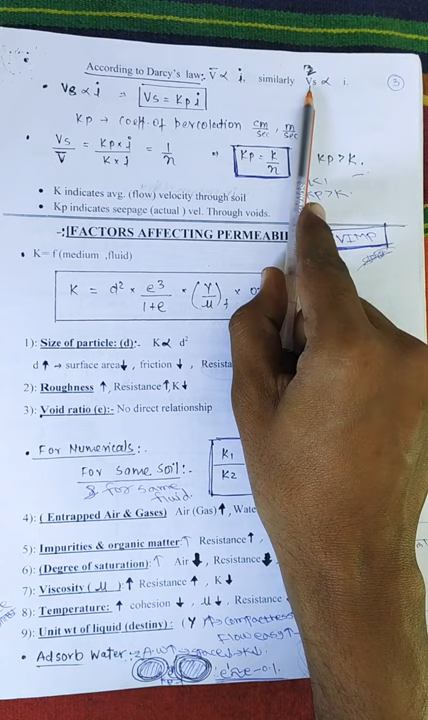 According to Darcy's law:. V̄ ∝ i. similarly Vs ∝ i.
3
• Vs ∝ i ⇒ Vs = Kp i
Kp → coeff. of percolation cm/sec, m/sec
• Vs/V̄ = Kp × i / K × i = 1/n Kp = K/n Kp > K.
Kp > K.
• K indicates avg. (flow) velocity through soil
• Kp indicates seepage (actual) vel. Through voids.
-:[FACTORS AFFECTING PERMEABI VIMP
• K= f (medium ,fluid)
K = d² × e³/1+e × (γ/μ)f ×
1): Size of particle: (d):- K ∝ d²
d ↑ → surface area↓ , friction ↓ , Resista
2): Roughness ↑, Resistance↑,K↓
3): Void ratio (e):- No direct relationship
• For Numericals:.
For same soil:.
& for same
fluid.
K1
K2
4): ( Entrapped Air & Gases) Air (Gas)↑, Wate
5): Impurities & organic matter↑ Resistance↑ ,
6): (Degree of saturation):↑ Air ↓, Resistance↓
7): Viscosity ( μ ):↑ Resistance ↑ , K ↓
8): Temperature: ↑ cohesion ↓ , μ↓ , Resistance
9): Unit wt of liquid (destiny) : ( γ ↑→ compactness
Flow easy↑
• Adsorb Water: